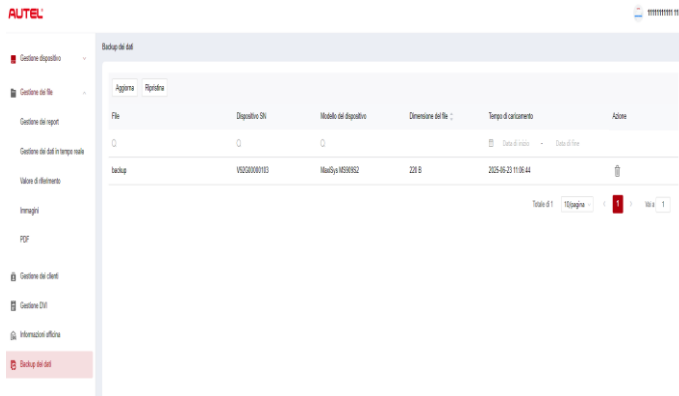 AUTEL
11111111111 11
Gestione dispositivo
Gestione dei file
Gestione dei report
Gestione dei dati in tempo reale
Valore di riferimento
Immagini
PDF
Gestione dei clienti
Gestione DVI
Informazioni officina
Backup dei dati
Backup dei dati
Aggiorna Ripristina
File Dispositivo SN Modello del dispositivo Dimensione del file Tempo di caricamento Azione
Data di inizio - Data di fine
backup MaxiSys MS909S2 228 B 2025-06-23 11:06:44
Totale di 1 10/pagina < 1 > Vai a 1